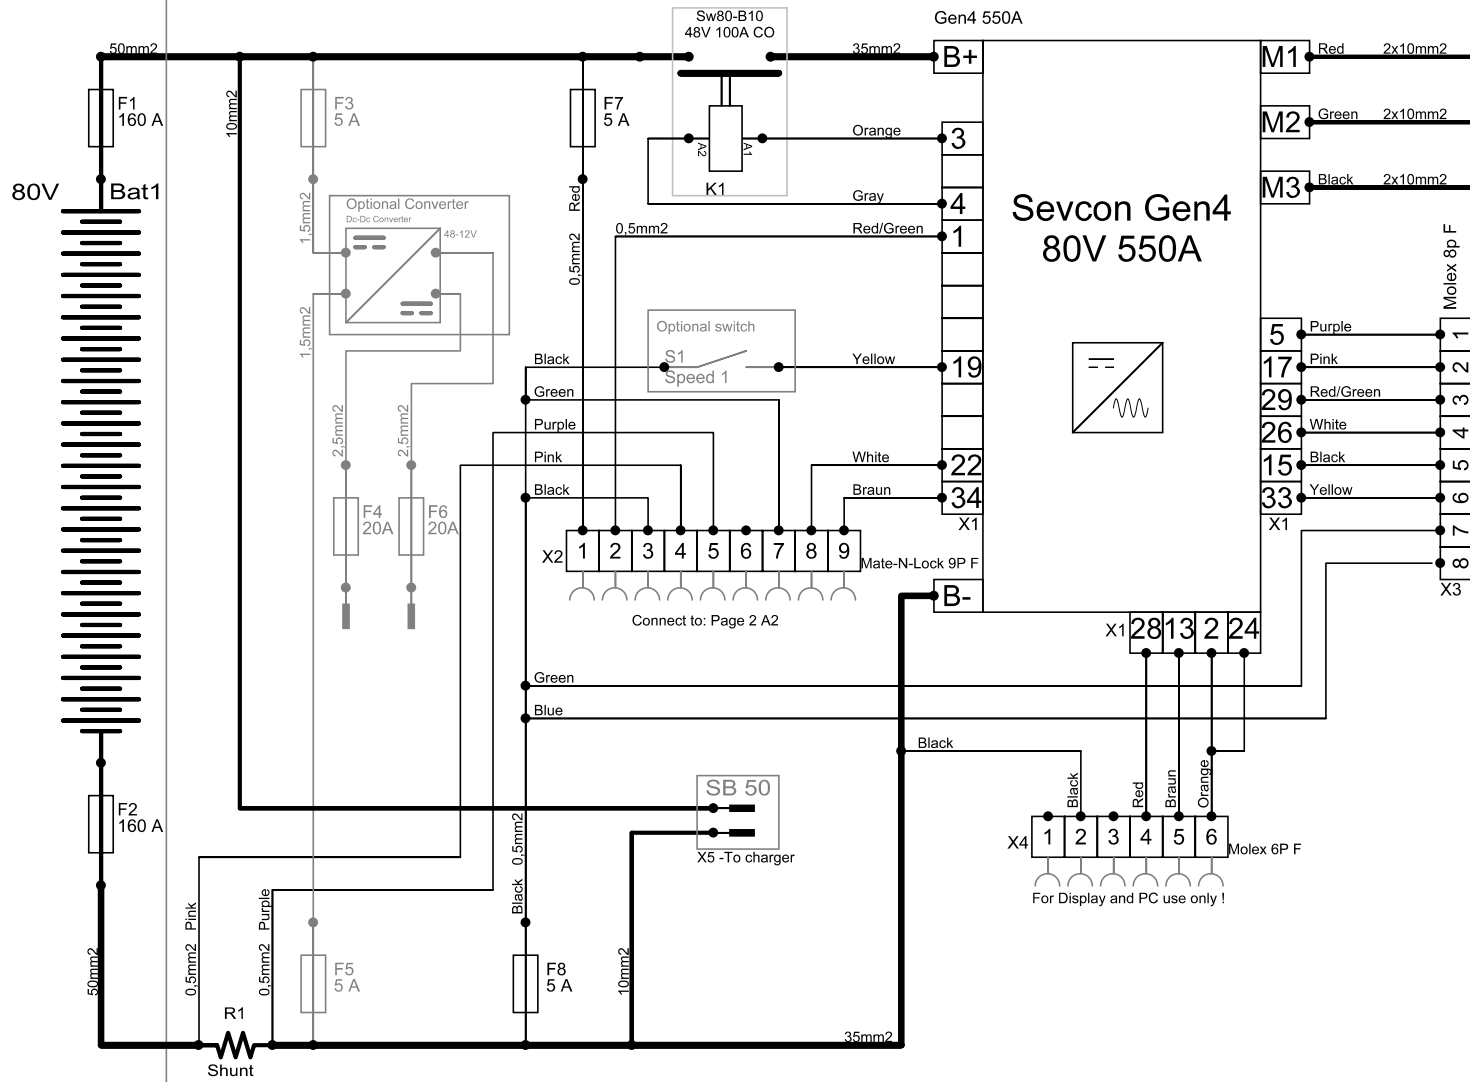 Sw80-B10
48V 100A CO
Gen4 550A
50mm2
35mm2
B+
M1
Red
2x10mm2
F1
160 A
10mm2
F3
5 A
F7
5 A
M2
Green
2x10mm2
Orange
3
A2
A1
K1
80V
Bat1
M3
Black
2x10mm2
Red
Gray
4
Sevcon Gen4
80V 550A
1,5mm2
Optional Converter
Dc-Dc Converter
48-12V
0,5mm2
Red/Green
1
0,5mm2
Molex 8p F
1,5mm2
Optional switch
S1
Speed 1
Black
Yellow
19
5
Purple
1
17
Pink
2
Green
29
Red/Green
3
2,5mm2
2,5mm2
Purple
26
White
4
Pink
White
22
15
Black
5
Black
Braun
34
33
Yellow
6
X1
X1
F4
20A
F6
20A
7
X2
1
2
3
4
5
6
7
8
9
Mate-N-Lock 9P F
8
X3
B-
Connect to: Page 2 A2
X1
28
13
2
24
Green
Blue
Black
SB 50
X5 -To charger
F2
160 A
0,5mm2
Black
Black
Red
Braun
Orange
X4
1
2
3
4
5
6
Molex 6P F
For Display and PC use only !
Pink
Purple
50mm2
0,5mm2
0,5mm2
F5
5 A
F8
5 A
10mm2
R1
Shunt
35mm2